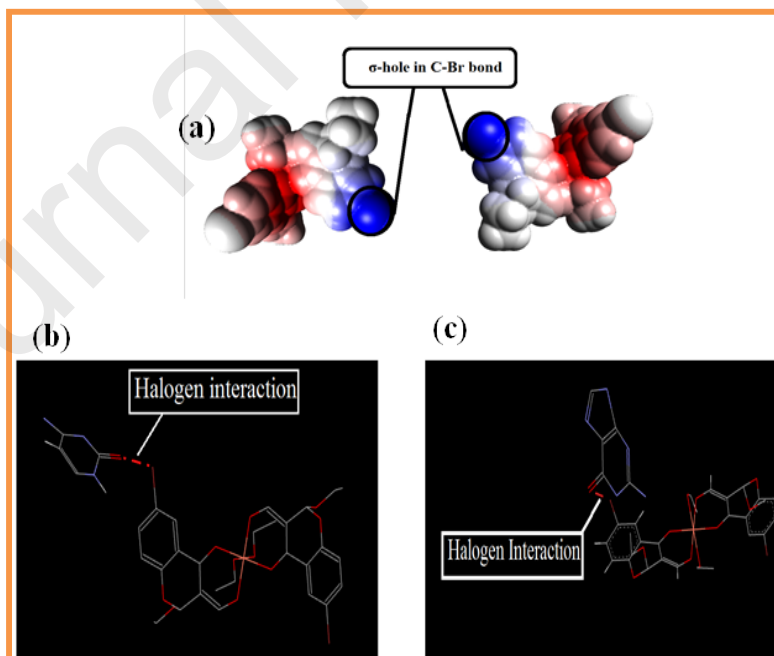 σ-hole in C-Br bond
(a)
(b)
(c)
Halogen interaction
Halogen Interaction